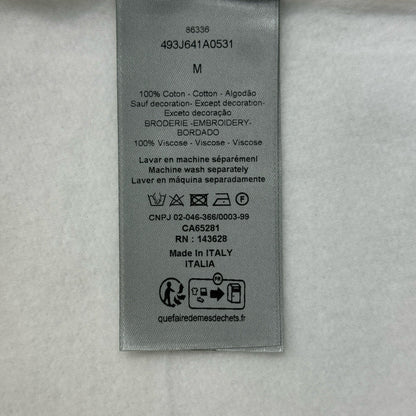 86336
493J641A0531
M
100% Coton - Cotton - Algodão
Sauf decoration- Except decoration-
Exceto decoração
BRODERIE -EMBROIDERY-
BORDADO
100% Viscose - Viscose - Viscose
Lavar en machine séparémen!
Machine wash separately
Lavar en máquina separadamente
CNPJ 02-046-366/0003-99
CA65281
RN : 143628
Made In ITALY
ITALIA
FR
quefairedemesdechets.fr